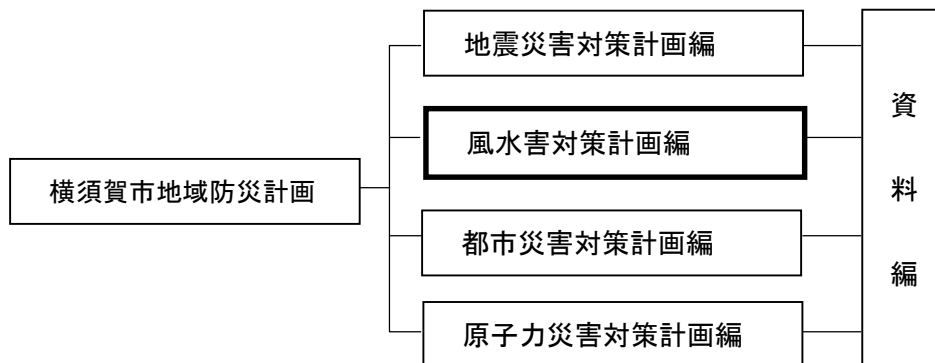 横須賀市地域防災計画
地震災害対策計画編
風水害対策計画編
都市災害対策計画編
原子力災害対策計画編
資料編